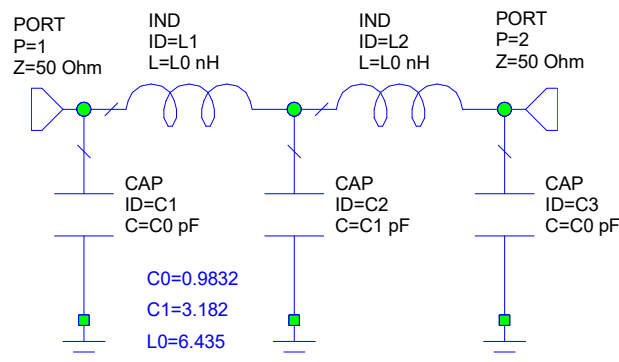 PORT
P=1
Z=50 Ohm
IND
ID=L1
L=L0 nH
IND
ID=L2
L=L0 nH
PORT
P=2
Z=50 Ohm
CAP
ID=C1
C=C0 pF
CAP
ID=C2
C=C1 pF
CAP
ID=C3
C=C0 pF
C0=0.9832
C1=3.182
L0=6.435